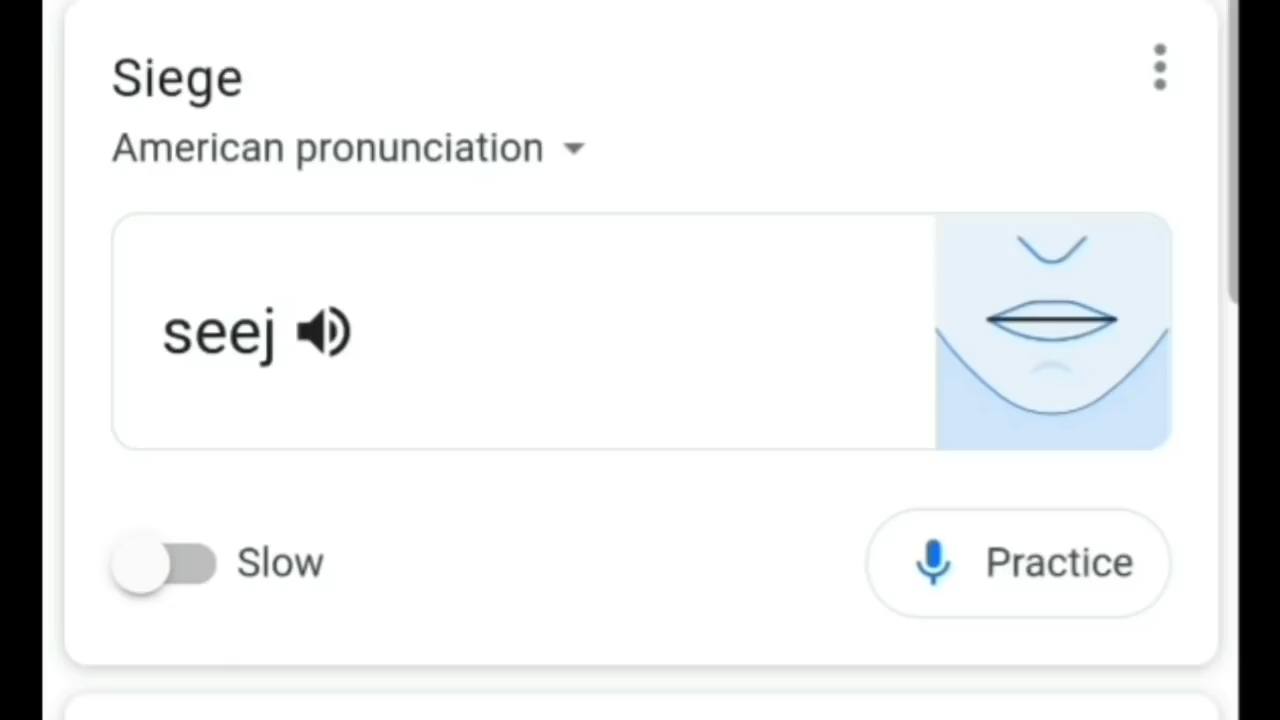 Siege
American pronunciation
seej
Slow
Practice